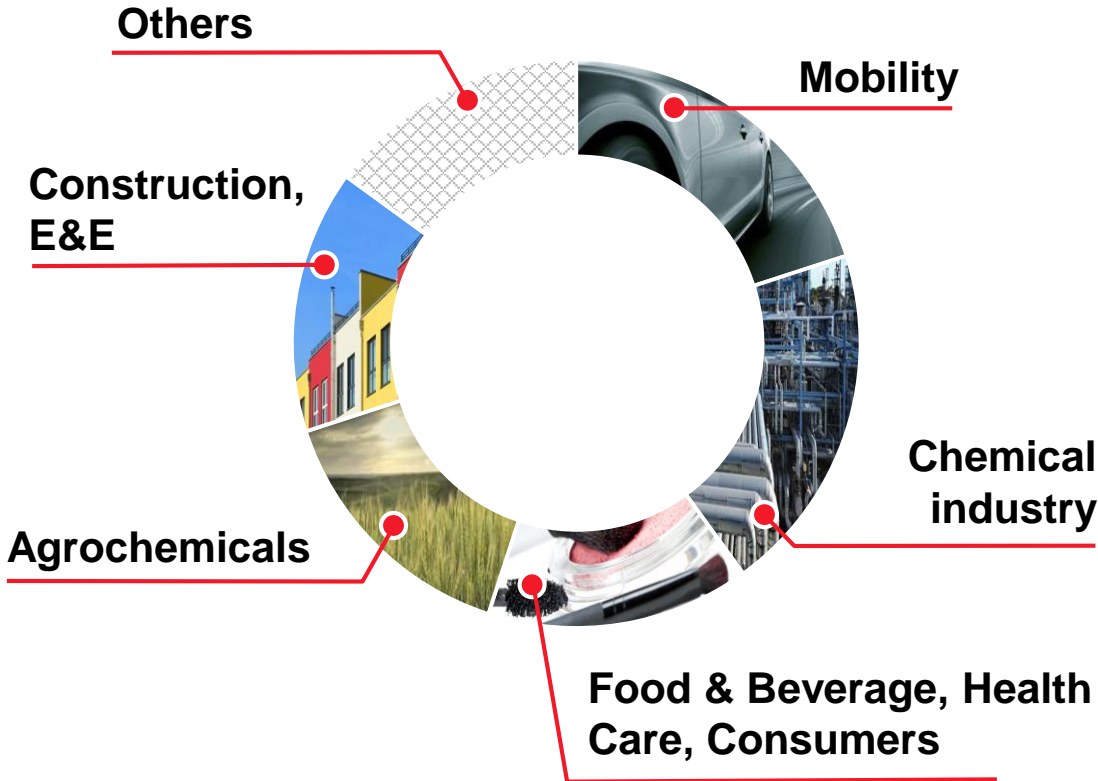 Others
Mobility
Construction,
E&E
Chemical
industry
Agrochemicals
Food & Beverage, Health
Care, Consumers